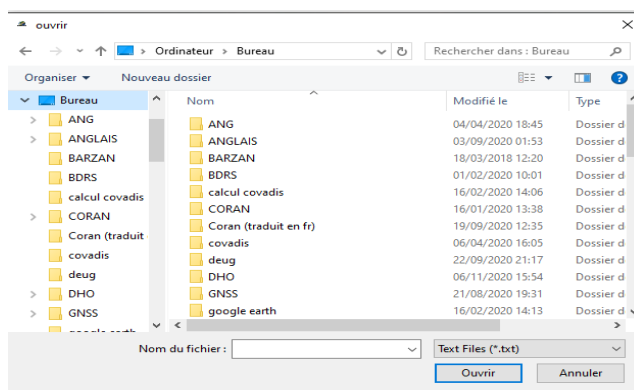 ouvrir
Ordinateur > Bureau
Rechercher dans : Bureau
Organiser
Nouveau dossier
Bureau
ANG
ANGLAIS
BARZAN
BDRS
calcul covadis
CORAN
Coran (traduit
covadis
deug
DHO
GNSS
Nom Modifié le Type
ANG 04/04/2020 18:45 Dossier d
ANGLAIS 03/09/2020 01:53 Dossier d
BARZAN 18/03/2018 12:20 Dossier d
BDRS 01/02/2020 10:01 Dossier d
calcul covadis 16/02/2020 14:06 Dossier d
CORAN 16/01/2020 13:38 Dossier d
Coran (traduit en fr) 19/09/2020 12:35 Dossier d
covadis 06/04/2020 16:05 Dossier d
deug 22/09/2020 21:17 Dossier d
DHO 06/11/2020 15:54 Dossier d
GNSS 21/08/2020 19:31 Dossier d
google earth 16/02/2020 14:13 Dossier d
Nom du fichier :
Text Files (*.txt)
Ouvrir
Annuler